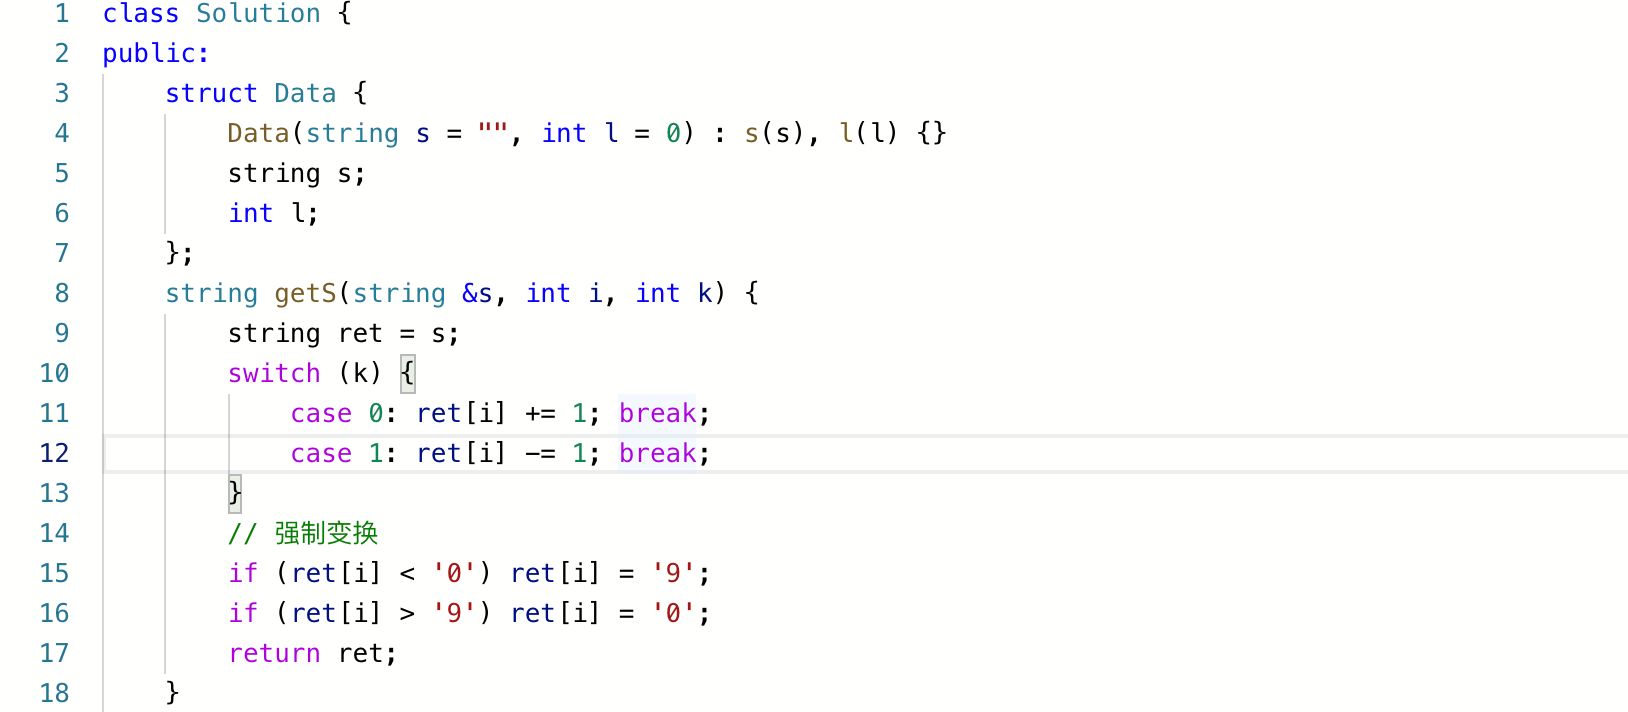 1 class Solution {
2 public:
3     struct Data {
4         Data(string s = "", int l = 0) : s(s), l(l) {}
5         string s;
6         int l;
7     };
8     string getS(string &s, int i, int k) {
9         string ret = s;
10         switch (k) {
11             case 0: ret[i] += 1; break;
12             case 1: ret[i] -= 1; break;
13         }
14         // 强制变换
15         if (ret[i] < '0') ret[i] = '9';
16         if (ret[i] > '9') ret[i] = '0';
17         return ret;
18     }